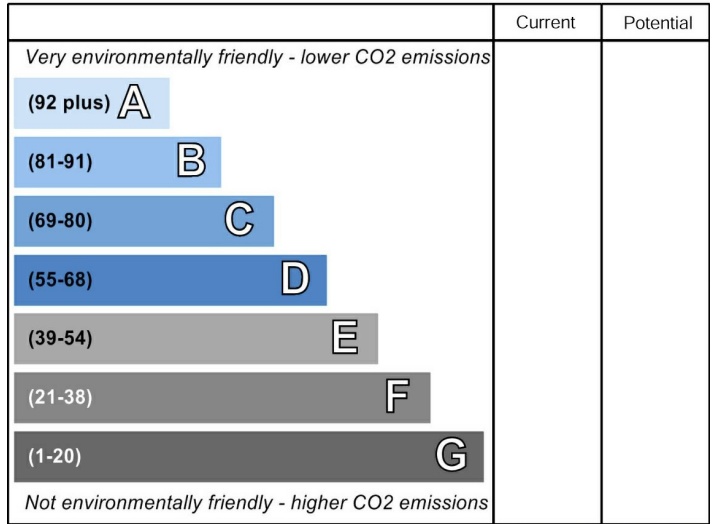 Current Potential
Very environmentally friendly - lower CO2 emissions
(92 plus) A
(81-91) B
(69-80) C
(55-68) D
(39-54) E
(21-38) F
(1-20) G
Not environmentally friendly - higher CO2 emissions